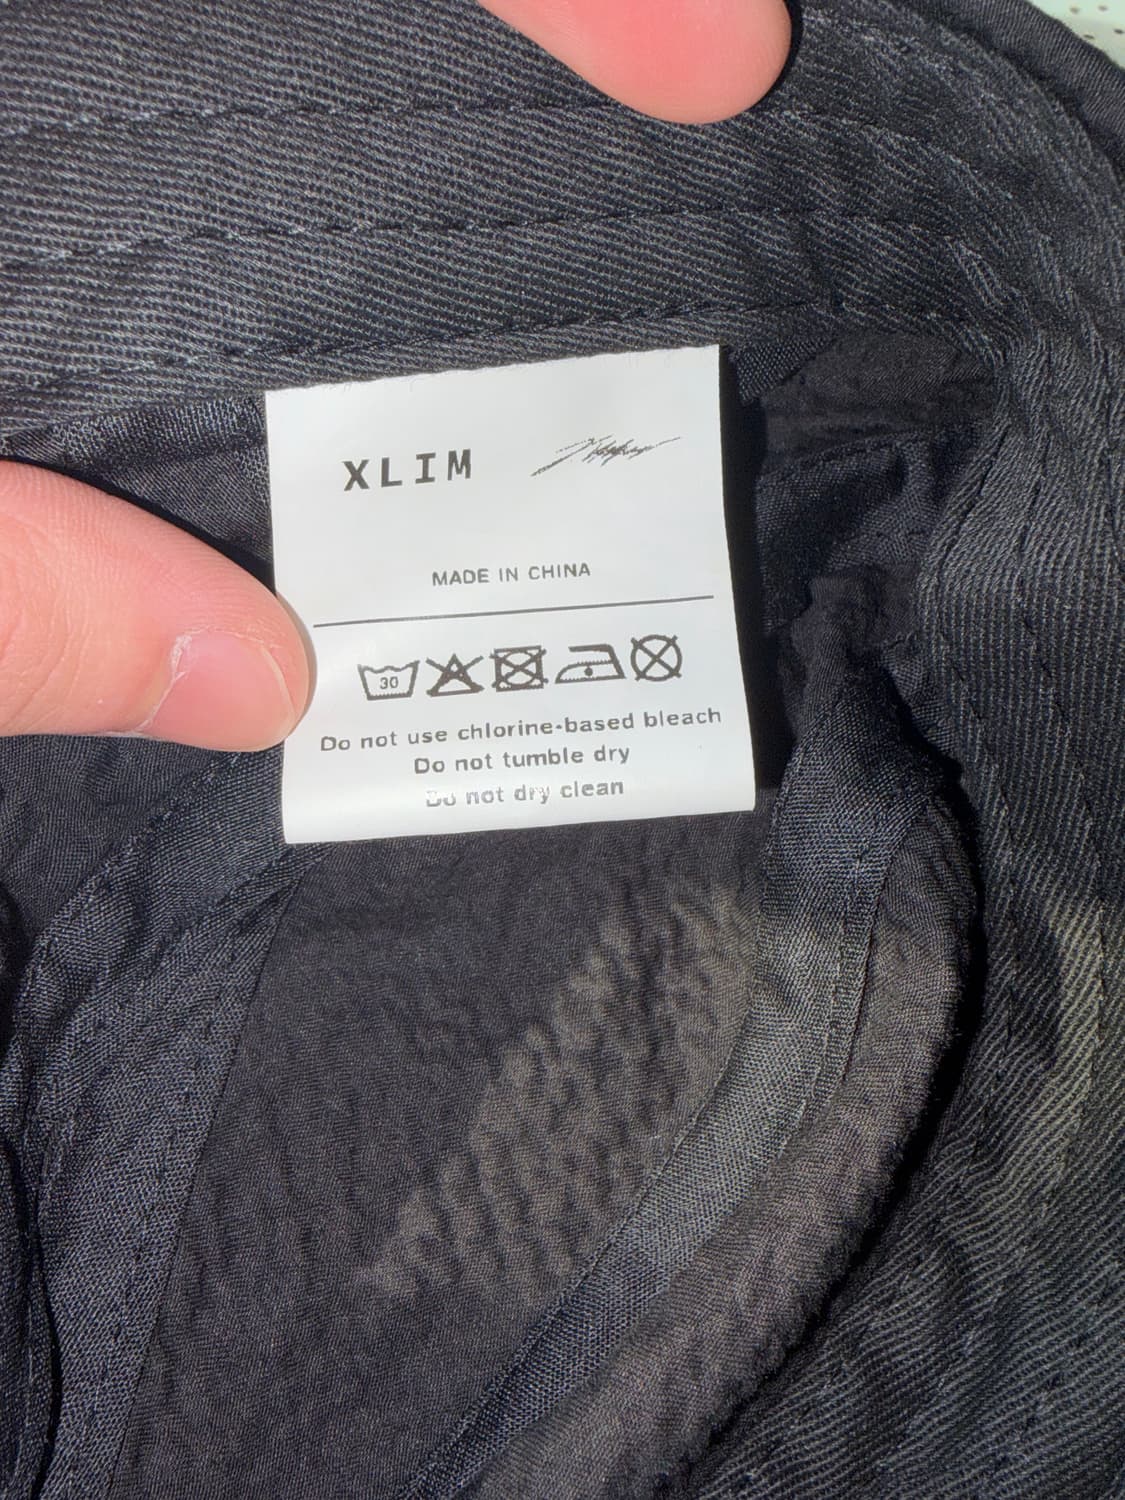 XLIM
MADE IN CHINA
30
Do not use chlorine-based bleach
Do not tumble dry
Do not dry clean